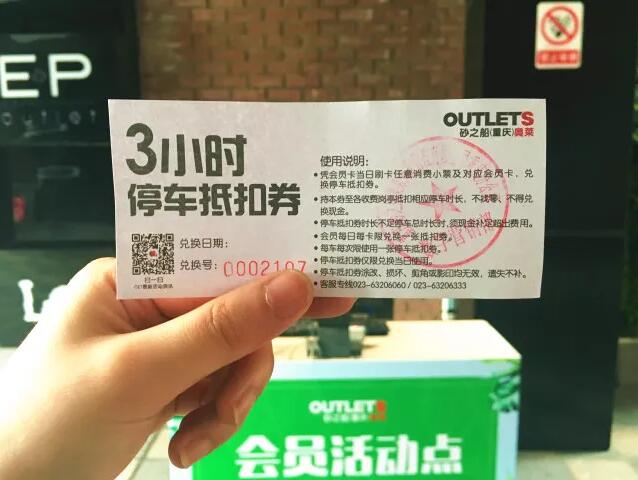 EP
OUTLETS
砂之船(重庆)奥莱
3小时
停车抵扣券
兑换日期：
兑换号：0002107
扫一扫
使用说明：
•凭会员卡当日刷卡任意消费小票及对应会员卡，兑
换停车抵扣券。
•持本券至各收费岗亭抵扣相应停车时长，不找零、不得兑
换现金。
•停车抵扣券时长不足停车总时长时，须现金补足超出费用。
•会员每日每卡限兑换一张抵扣券。
•每车每次限使用一张停车抵扣券。
•停车抵扣券仅限兑换当日使用。
•停车抵扣券涂改、损坏、剪角或影印均无效，遗失不补。
•客服专线023-63206060 / 023-63206333
OUTLETS
会员活动点